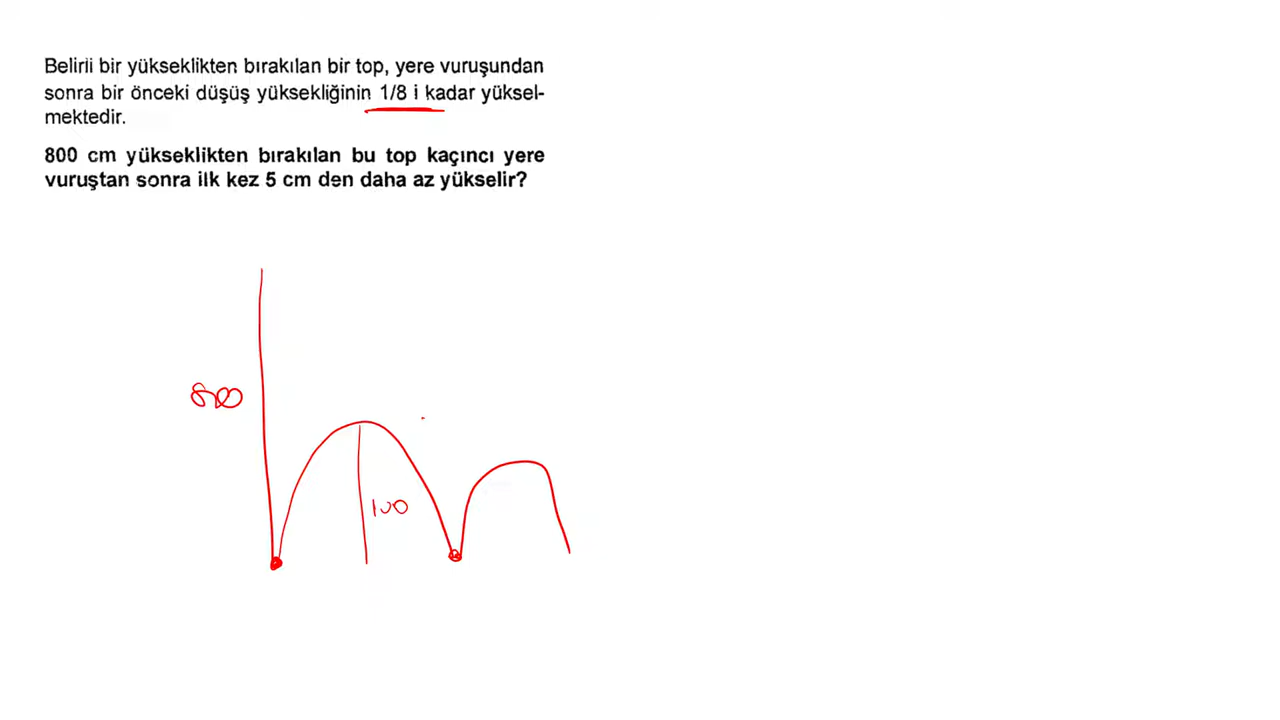 Belirli bir yükseklikten bırakılan bir top, yere vuruşundan
sonra bir önceki düşüş yüksekliğinin 1/8 i kadar yüksel-
mektedir.
800 cm yükseklikten bırakılan bu top kaçıncı yere
vuruştan sonra ilk kez 5 cm den daha az yükselir?
800
100